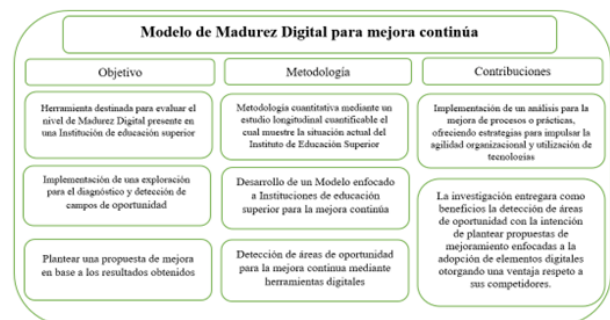 Modelo de Madurez Digital para mejora continúa
Objetivo
Herramienta destinada para evaluar el
nivel de Madurez Digital presente en
una Institución de educación superior
Implementación de una exploración
para el diagnóstico y detección de
campos de oportunidad
Plantear una propuesta de mejora
en base a los resultados obtenidos
Metodología
Metodología cuantitativa mediante un
estudio longitudinal cuantificable el
cual muestre la situación actual del
Instituto de Educación Superior
Desarrollo de un Modelo enfocado
a Instituciones de educación
superior para la mejora continúa
Detección de áreas de oportunidad
para la mejora continua mediante
herramientas digitales
Contribuciones
Implementación de un análisis para la
mejora de procesos o prácticas,
ofreciendo estrategias para impulsar la
agilidad organizacional y utilización de
tecnologías
La investigación entregara como
beneficios la detección de áreas
de oportunidad con la intención
de plantear propuestas de
mejoramiento enfocadas a la
adopción de elementos digitales
otorgando una ventaja respeto a
sus competidores.